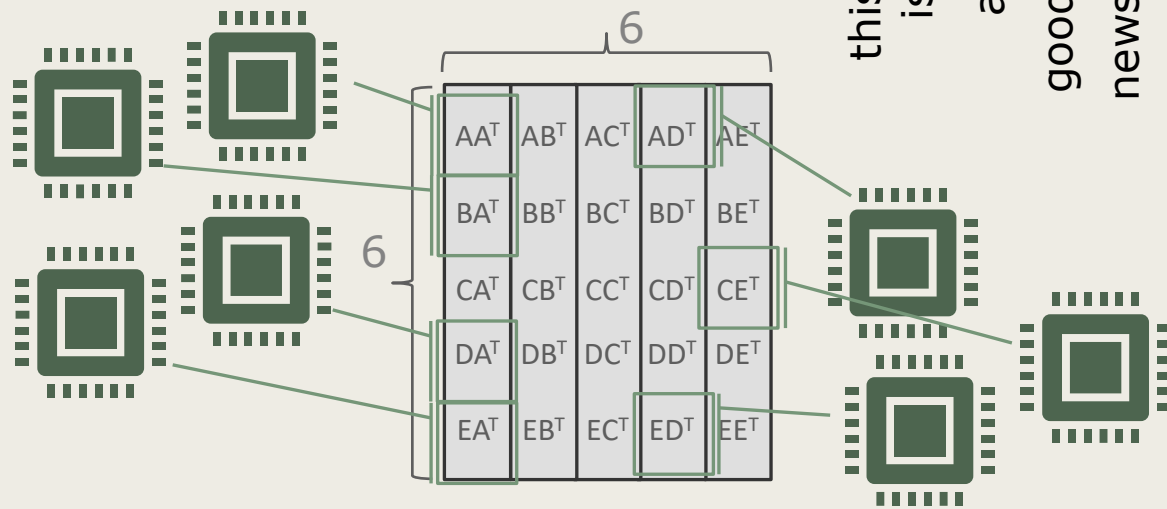 this
is
a
good
news
6
6
AAᵀ ABᵀ ACᵀ ADᵀ AEᵀ
BAᵀ BBᵀ BCᵀ BDᵀ BEᵀ
CAᵀ CBᵀ CCᵀ CDᵀ CEᵀ
DAᵀ DBᵀ DCᵀ DDᵀ DEᵀ
EAᵀ EBᵀ ECᵀ EDᵀ EEᵀ